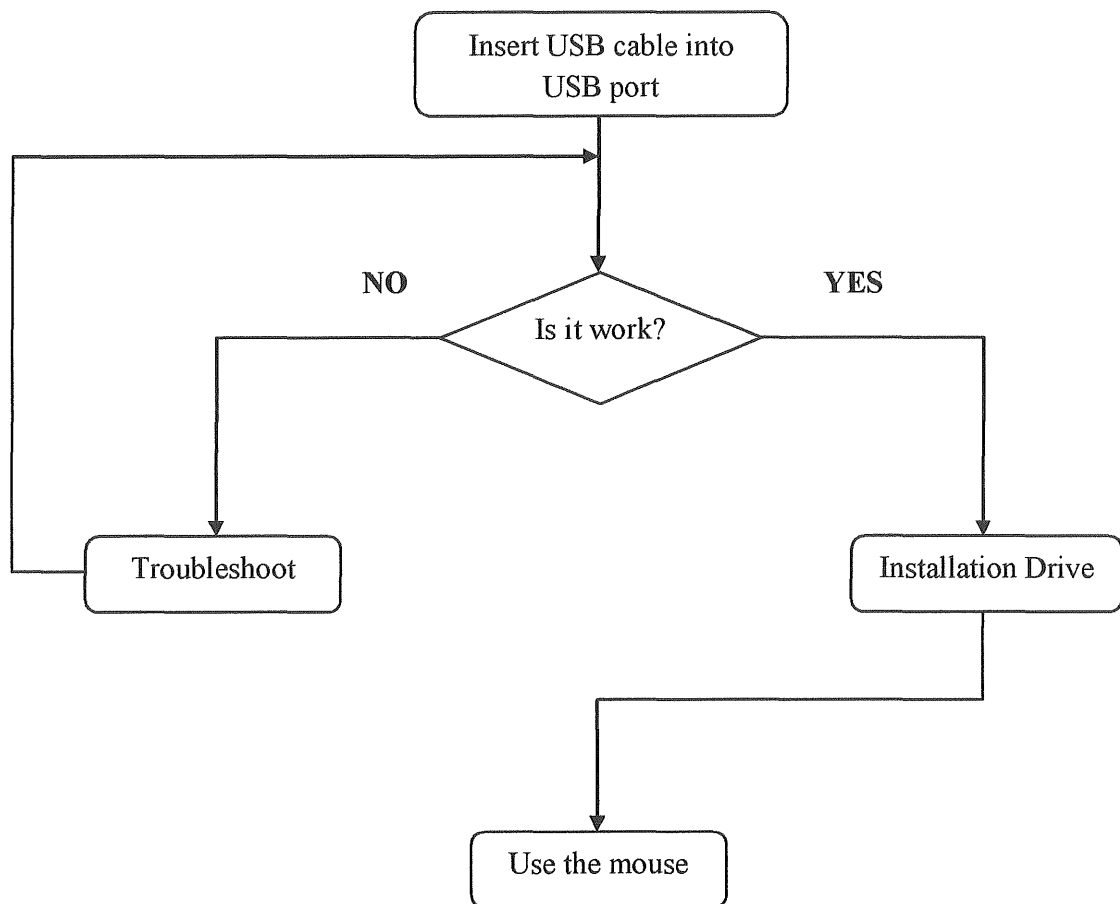 Insert USB cable into
USB port
NO
YES
Is it work?
Troubleshoot
Installation Drive
Use the mouse